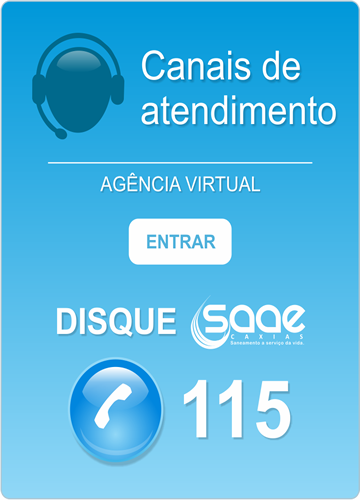 Canais de
atendimento
AGÊNCIA VIRTUAL
ENTRAR
DISQUE saae
CAXIAS
Saneamento a serviço da vida.
115